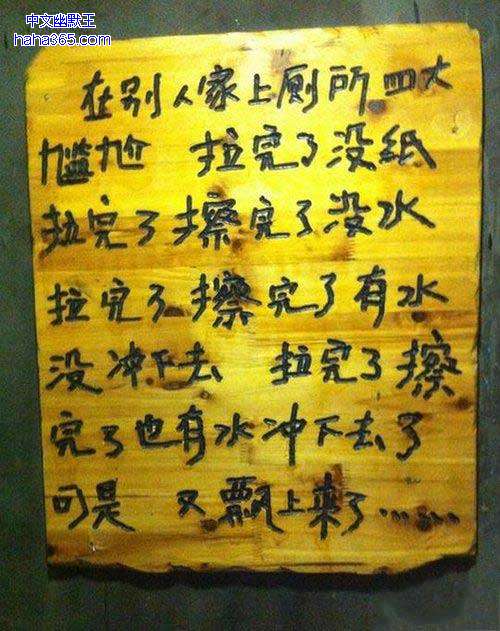 中文幽默王
haha365.com
在别人家上厕所四大
尴尬 拉完了没纸
拉完了擦完了没水
拉完了擦完了有水
没冲下去 拉完了擦
完了也有水冲下去了
可是 又飘上来了……